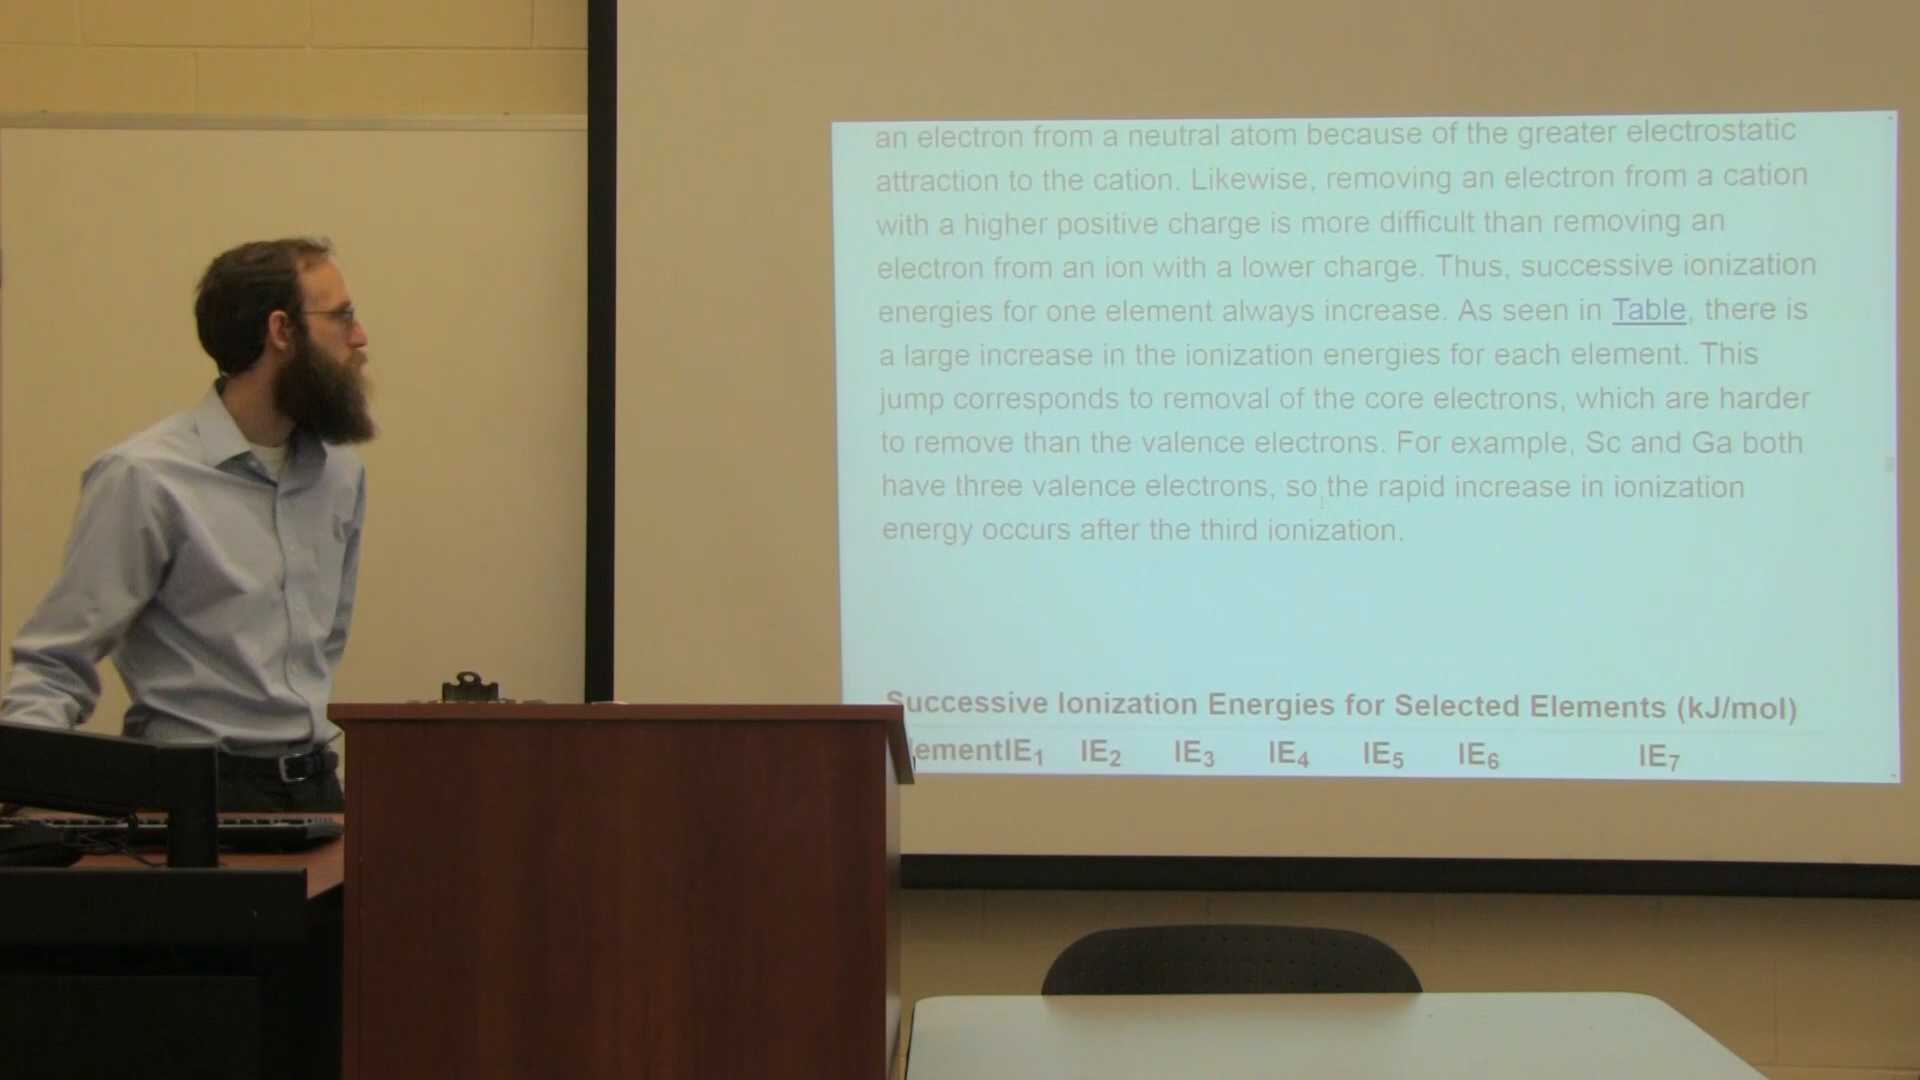 an electron from a neutral atom because of the greater electrostatic
attraction to the cation. Likewise, removing an electron from a cation
with a higher positive charge is more difficult than removing an
electron from an ion with a lower charge. Thus, successive ionization
energies for one element always increase. As seen in Table, there is
a large increase in the ionization energies for each element. This
jump corresponds to removal of the core electrons, which are harder
to remove than the valence electrons. For example, Sc and Ga both
have three valence electrons, so the rapid increase in ionization
energy occurs after the third ionization.
Successive Ionization Energies for Selected Elements (kJ/mol)
lementIE₁ IE₂ IE₃ IE₄ IE₅ IE₆ IE₇